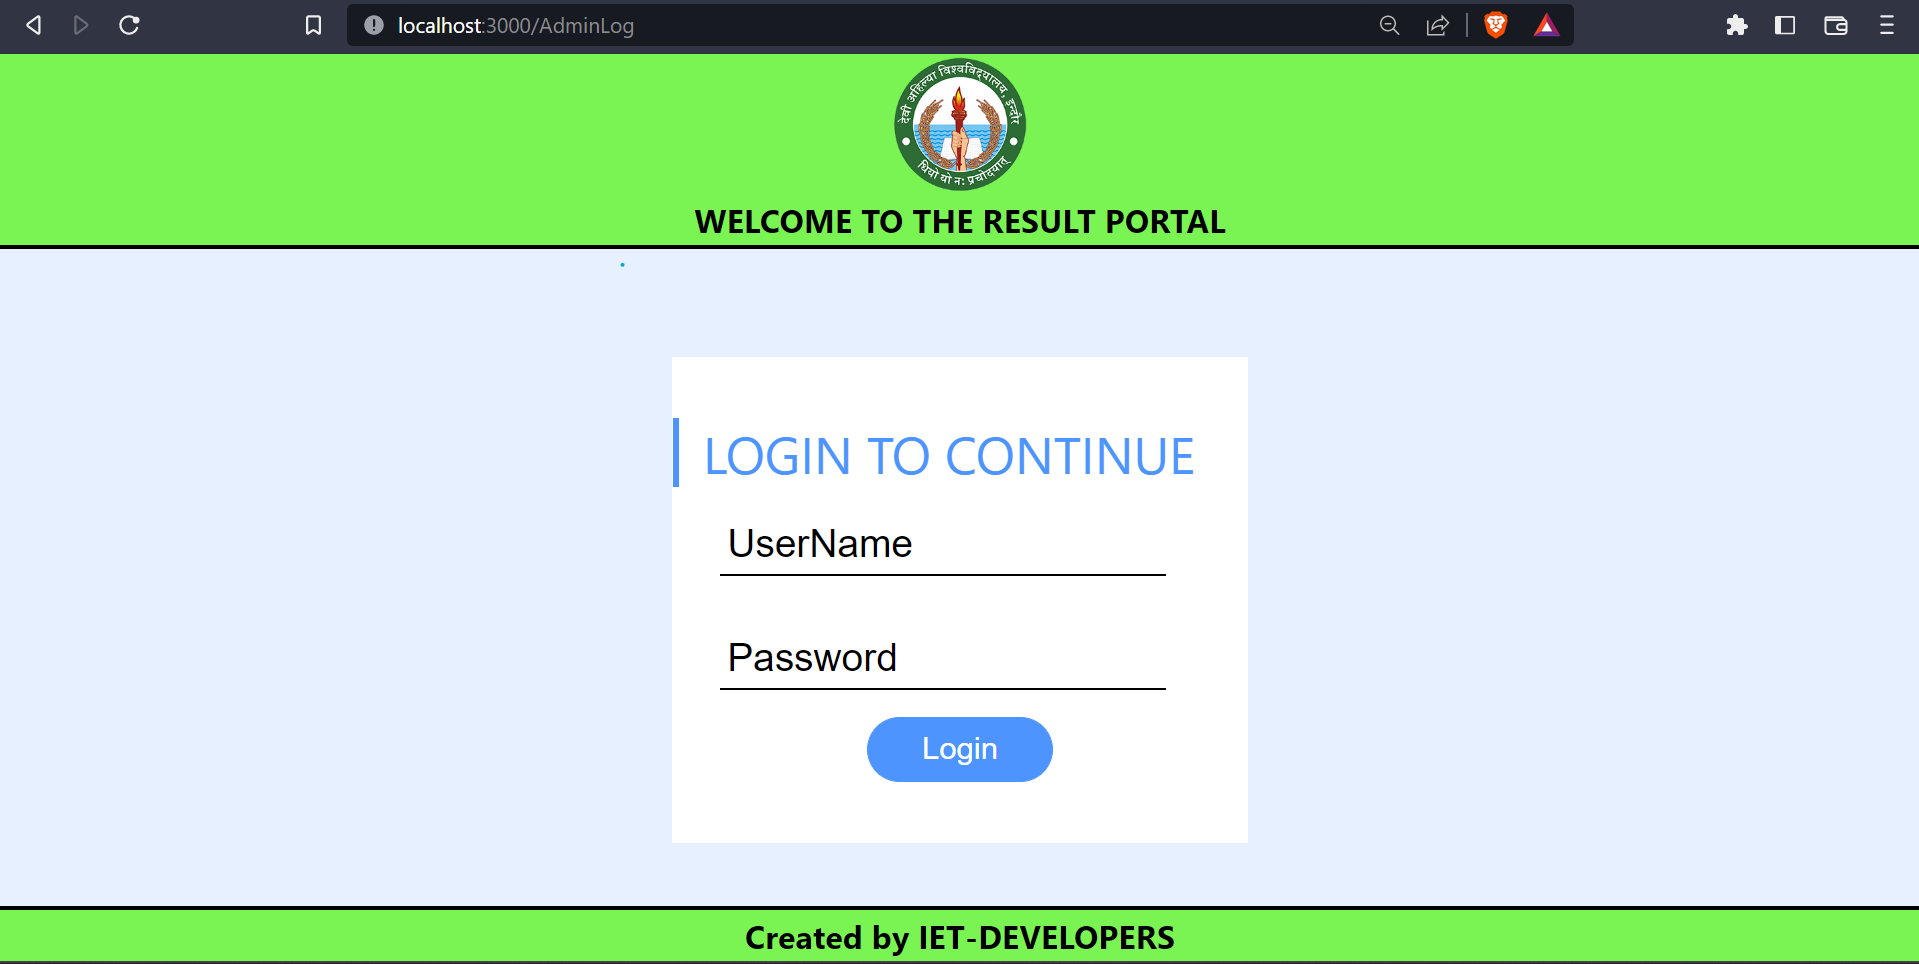 localhost:3000/AdminLog
देवी अहिल्या विश्वविद्यालय, इन्दौर
धियो यो नः प्रचोदयात्
WELCOME TO THE RESULT PORTAL
LOGIN TO CONTINUE
UserName
Password
Login
Created by IET-DEVELOPERS